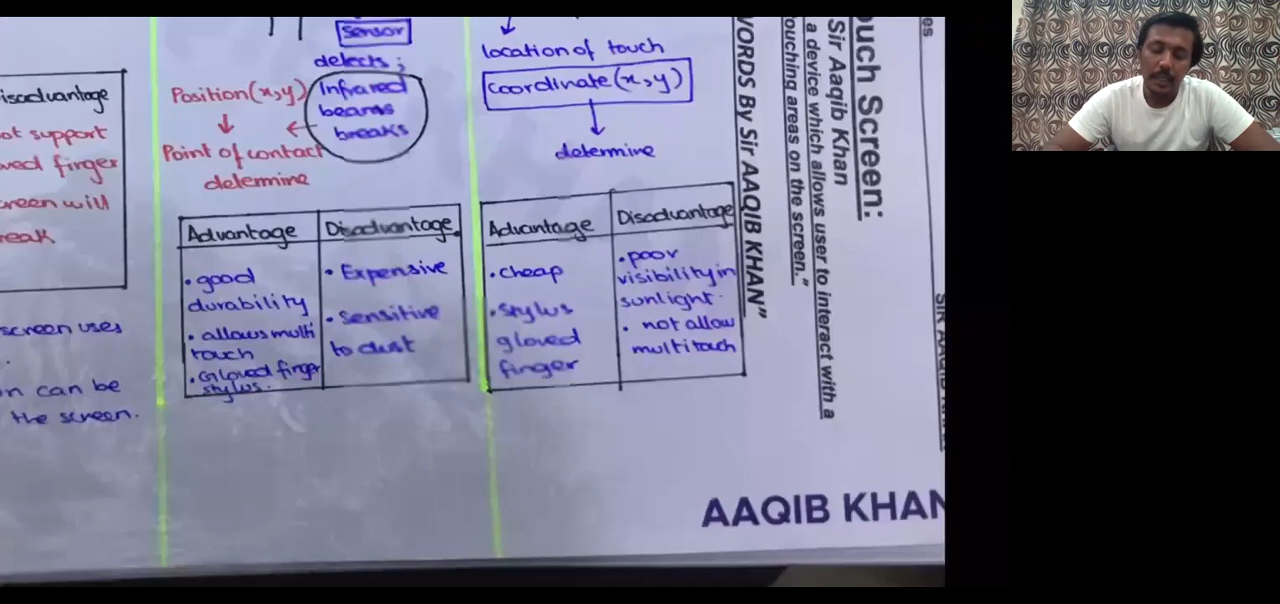 isadvantage
ot support
ved finger
reen will
reak
screen uses
.
n can be
the screen.
Sensor
detects;
Infrared
beams
breaks
Position(x,y)
Point of contact
determine
Advantage
Disadvantage.
• good
durability
• allows multi
touch
• Gloved finger
stylus.
• Expensive
• Sensitive
to dust
location of touch
Coordinate(x,y)
determine
Advantage
Disadvantage
• cheap
• stylus
gloved
finger
• poor
visibility in
sunlight.
• not allow
multitouch
ouch Screen:
Sir Aaqib Khan
a device which allows user to interact with a
ouching areas on the screen."
WORDS By Sir AAQIB KHAN"
es
AAQIB KHAN